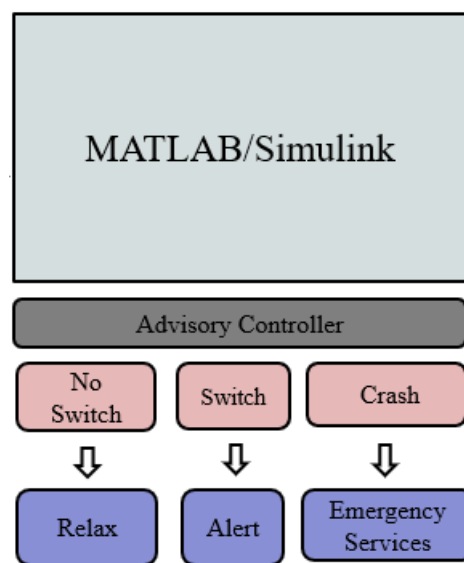 MATLAB/Simulink
Advisory Controller
No
Switch
Switch
Crash
Relax
Alert
Emergency
Services